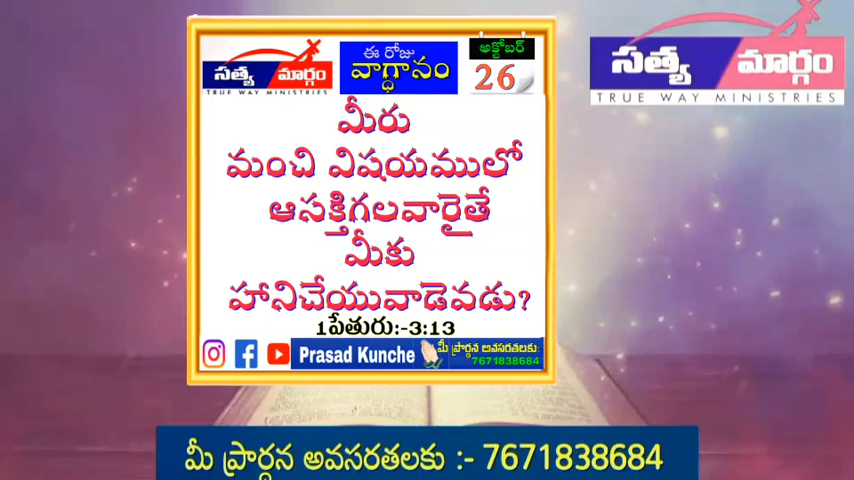 సత్య మార్గం
TRUE WAY MINISTRIES
ఈ రోజు
వాగ్ధానం
అక్టోబర్
26
మీరు
మంచి విషయములో
ఆసక్తిగలవారైతే
మీకు
హానిచేయువాడెవడు?
1పేతురు:-3:13
Prasad Kunche
మీ ప్రార్ధన అవసరతలకు:
7671838684
సత్య మార్గం
TRUE WAY MINISTRIES
మీ ప్రార్ధన అవసరతలకు :- 7671838684